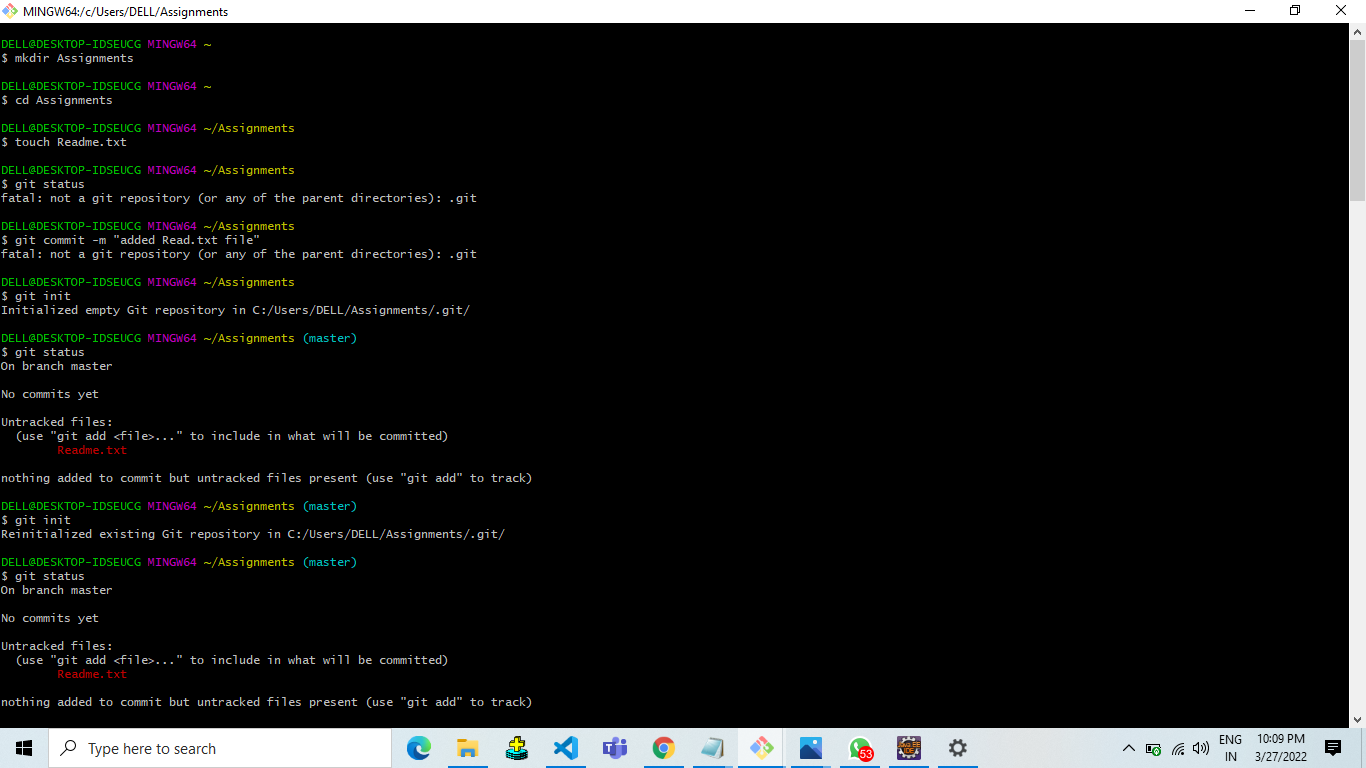 MINGW64:/c/Users/DELL/Assignments
DELL@DESKTOP-IDSEUCG MINGW64 ~
$ mkdir Assignments
DELL@DESKTOP-IDSEUCG MINGW64 ~
$ cd Assignments
DELL@DESKTOP-IDSEUCG MINGW64 ~/Assignments
$ touch Readme.txt
DELL@DESKTOP-IDSEUCG MINGW64 ~/Assignments
$ git status
fatal: not a git repository (or any of the parent directories): .git
DELL@DESKTOP-IDSEUCG MINGW64 ~/Assignments
$ git commit -m "added Read.txt file"
fatal: not a git repository (or any of the parent directories): .git
DELL@DESKTOP-IDSEUCG MINGW64 ~/Assignments
$ git init
Initialized empty Git repository in C:/Users/DELL/Assignments/.git/
DELL@DESKTOP-IDSEUCG MINGW64 ~/Assignments (master)
$ git status
On branch master
No commits yet
Untracked files:
(use "git add <file>..." to include in what will be committed)
Readme.txt
nothing added to commit but untracked files present (use "git add" to track)
DELL@DESKTOP-IDSEUCG MINGW64 ~/Assignments (master)
$ git init
Reinitialized existing Git repository in C:/Users/DELL/Assignments/.git/
DELL@DESKTOP-IDSEUCG MINGW64 ~/Assignments (master)
$ git status
On branch master
No commits yet
Untracked files:
(use "git add <file>..." to include in what will be committed)
Readme.txt
nothing added to commit but untracked files present (use "git add" to track)
Type here to search
53
ENG
IN
10:09 PM
3/27/2022